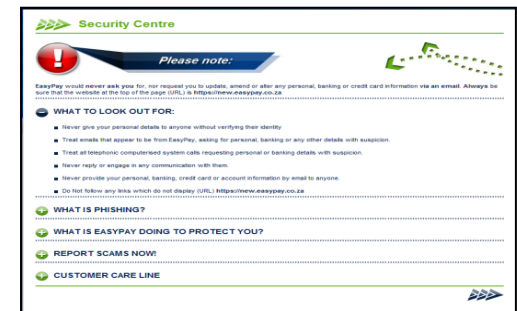 Security Centre
Please note:
EasyPay would never ask you for, nor request you to update, amend or alter any personal, banking or credit card information via an email. Always be
sure that the website at the top of the page (URL) is https://new.easypay.co.za
WHAT TO LOOK OUT FOR:
Never give your personal details to anyone without verifying their identity
Treat emails that appear to be from EasyPay, asking for personal, banking or any other details with suspicion.
Treat all telephonic computerised system calls requesting personal or banking details with suspicion.
Never reply or engage in any communication with them.
Never provide your personal, banking, credit card or account information by email to anyone.
Do Not follow any links which do not display (URL) https://new.easypay.co.za
WHAT IS PHISHING?
WHAT IS EASYPAY DOING TO PROTECT YOU?
REPORT SCAMS NOW!
CUSTOMER CARE LINE